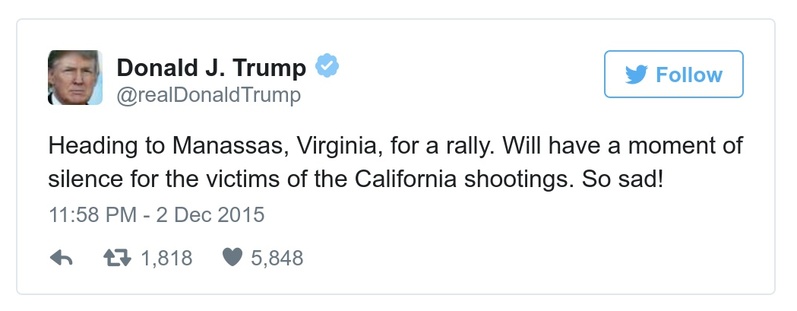 Donald J. Trump
@realDonaldTrump
Follow
Heading to Manassas, Virginia, for a rally. Will have a moment of
silence for the victims of the California shootings. So sad!
11:58 PM - 2 Dec 2015
1,818 5,848